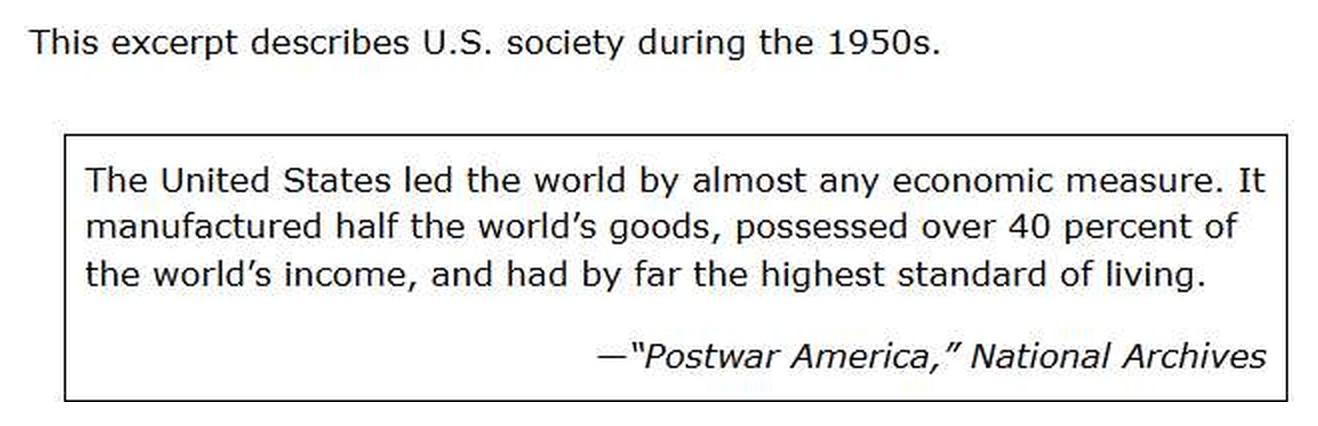 This excerpt describes U.S. society during the 1950s.
The United States led the world by almost any economic measure. It
manufactured half the world’s goods, possessed over 40 percent of
the world’s income, and had by far the highest standard of living.
—“Postwar America,” National Archives